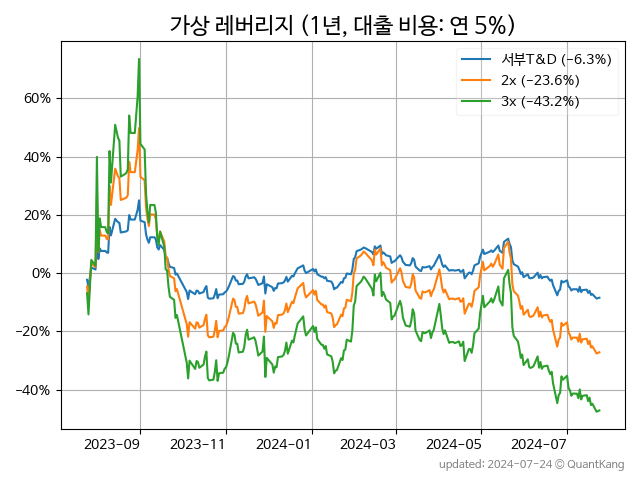 가상 레버리지 (1년, 대출 비용: 연 5%)
서부T&D (−6.3%)
2x (−23.6%)
3x (−43.2%)
60%
40%
20%
0%
−20%
−40%
2023-09 2023-11 2024-01 2024-03 2024-05 2024-07
updated: 2024-07-24 © QuantKang